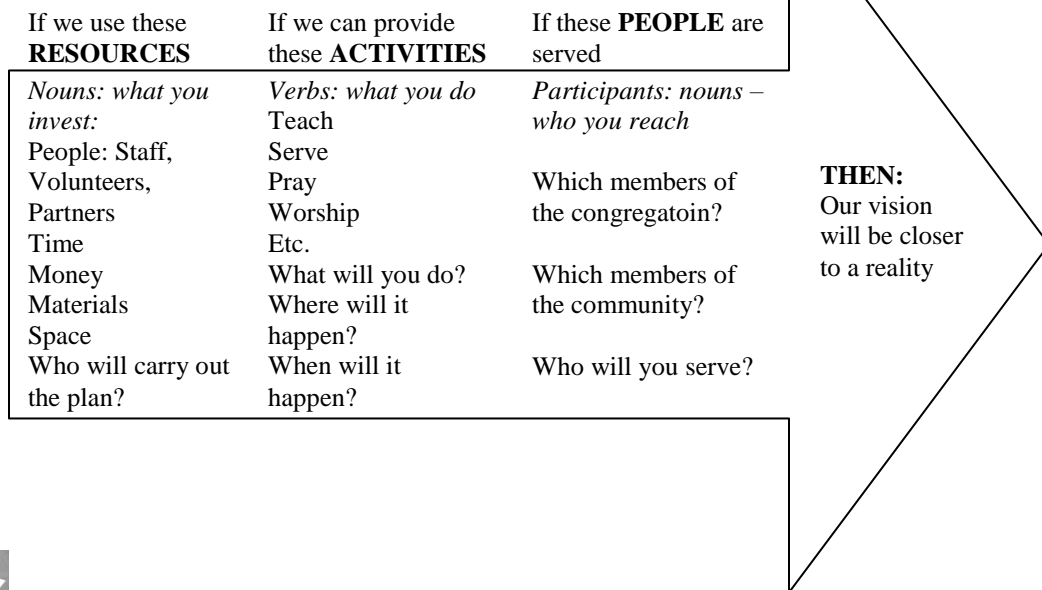 If we use these
RESOURCES
If we can provide
these ACTIVITIES
If these PEOPLE are
served
Nouns: what you
invest:
People: Staff,
Volunteers,
Partners
Time
Money
Materials
Space
Who will carry out
the plan?
Verbs: what you do
Teach
Serve
Pray
Worship
Etc.
What will you do?
Where will it
happen?
When will it
happen?
Participants: nouns –
who you reach
Which members of
the congregatoin?
Which members of
the community?
Who will you serve?
THEN:
Our vision
will be closer
to a reality